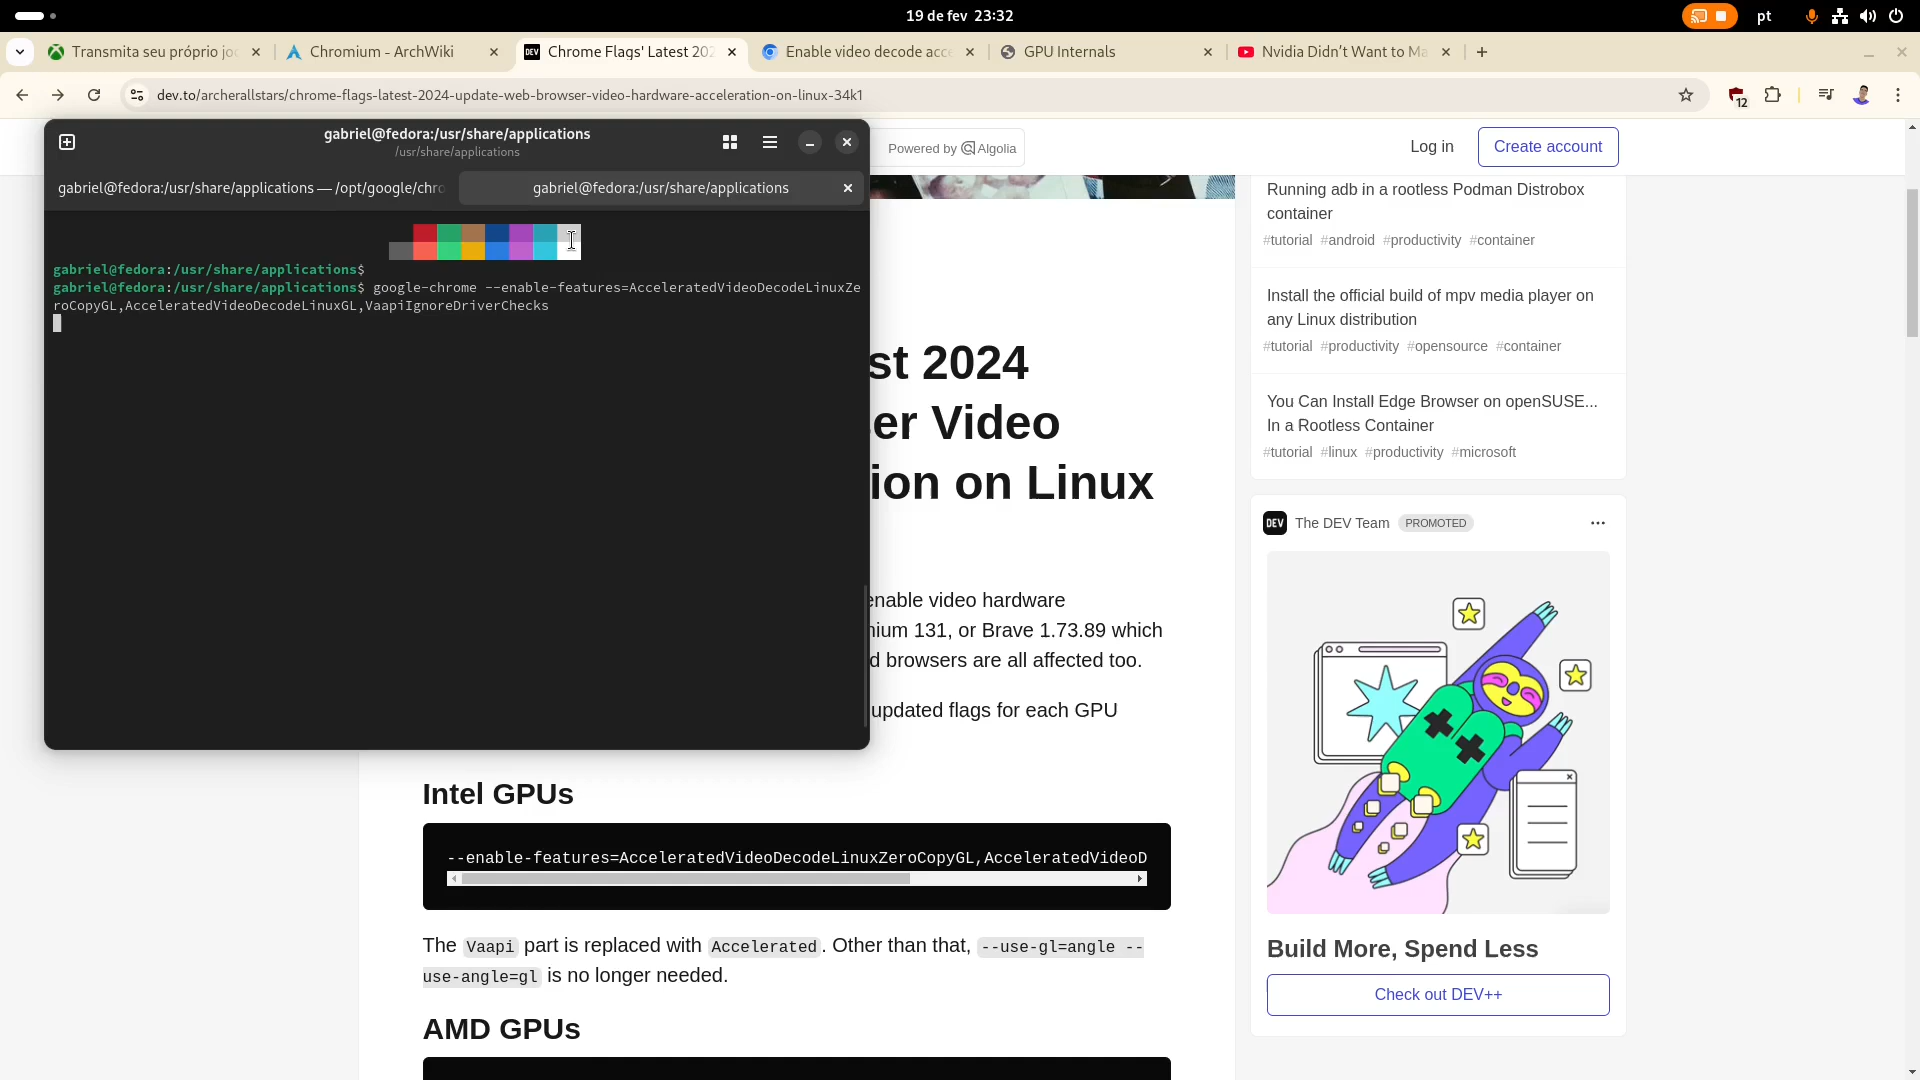 19 de fev 23:32
pt
Transmita seu próprio jo
Chromium - ArchWiki
DEV
Chrome Flags' Latest 202
Enable video decode acce
GPU Internals
Nvidia Didn't Want to Ma
dev.to/archerallstars/chrome-flags-latest-2024-update-web-browser-video-hardware-acceleration-on-linux-34k1
12
gabriel@fedora:/usr/share/applications
/usr/share/applications
gabriel@fedora:/usr/share/applications — /opt/google/chro
gabriel@fedora:/usr/share/applications
gabriel@fedora:/usr/share/applications$
gabriel@fedora:/usr/share/applications$ google-chrome --enable-features=AcceleratedVideoDecodeLinuxZe
roCopyGL,AcceleratedVideoDecodeLinuxGL,VaapiIgnoreDriverChecks
Powered by Algolia
Log in
Create account
st 2024
er Video
ion on Linux
enable video hardware
nium 131, or Brave 1.73.89 which
d browsers are all affected too.
updated flags for each GPU
Intel GPUs
--enable-features=AcceleratedVideoDecodeLinuxZeroCopyGL,AcceleratedVideoD
The Vaapi part is replaced with Accelerated. Other than that, --use-gl=angle --
use-angle=gl is no longer needed.
AMD GPUs
Running adb in a rootless Podman Distrobox
container
#tutorial #android #productivity #container
Install the official build of mpv media player on
any Linux distribution
#tutorial #productivity #opensource #container
You Can Install Edge Browser on openSUSE...
In a Rootless Container
#tutorial #linux #productivity #microsoft
DEV
The DEV Team PROMOTED
Build More, Spend Less
Check out DEV++